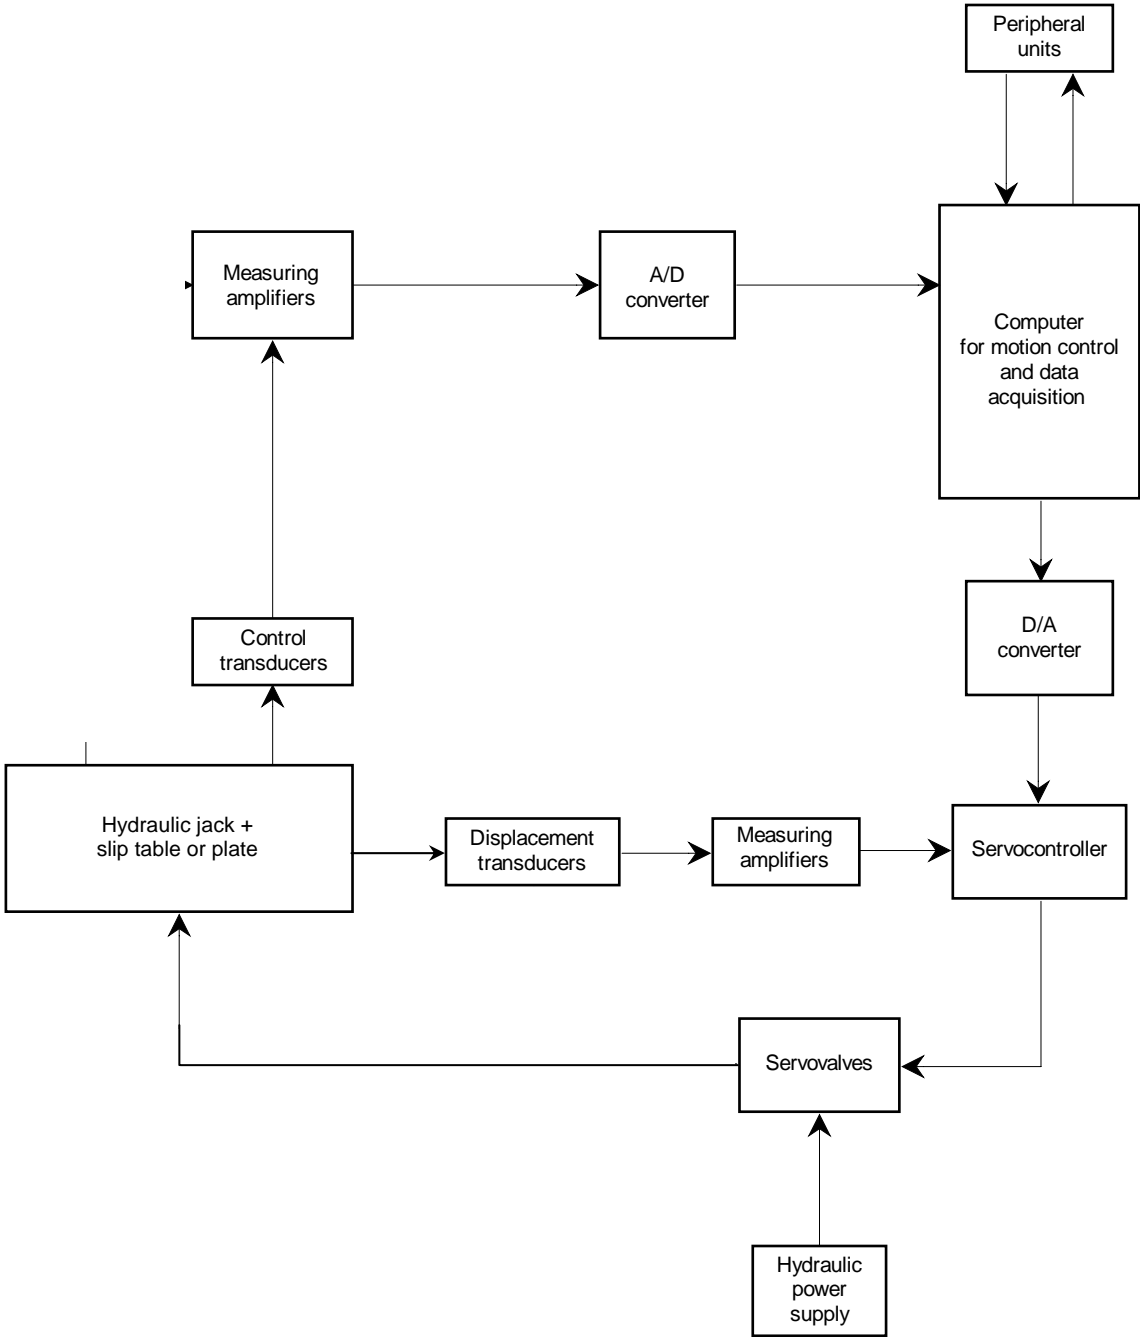 Peripheral
units
Measuring
amplifiers
A/D
converter
Computer
for motion control
and data
acquisition
Control
transducers
D/A
converter
Hydraulic jack +
slip table or plate
Displacement
transducers
Measuring
amplifiers
Servocontroller
Servovalves
Hydraulic
power
supply